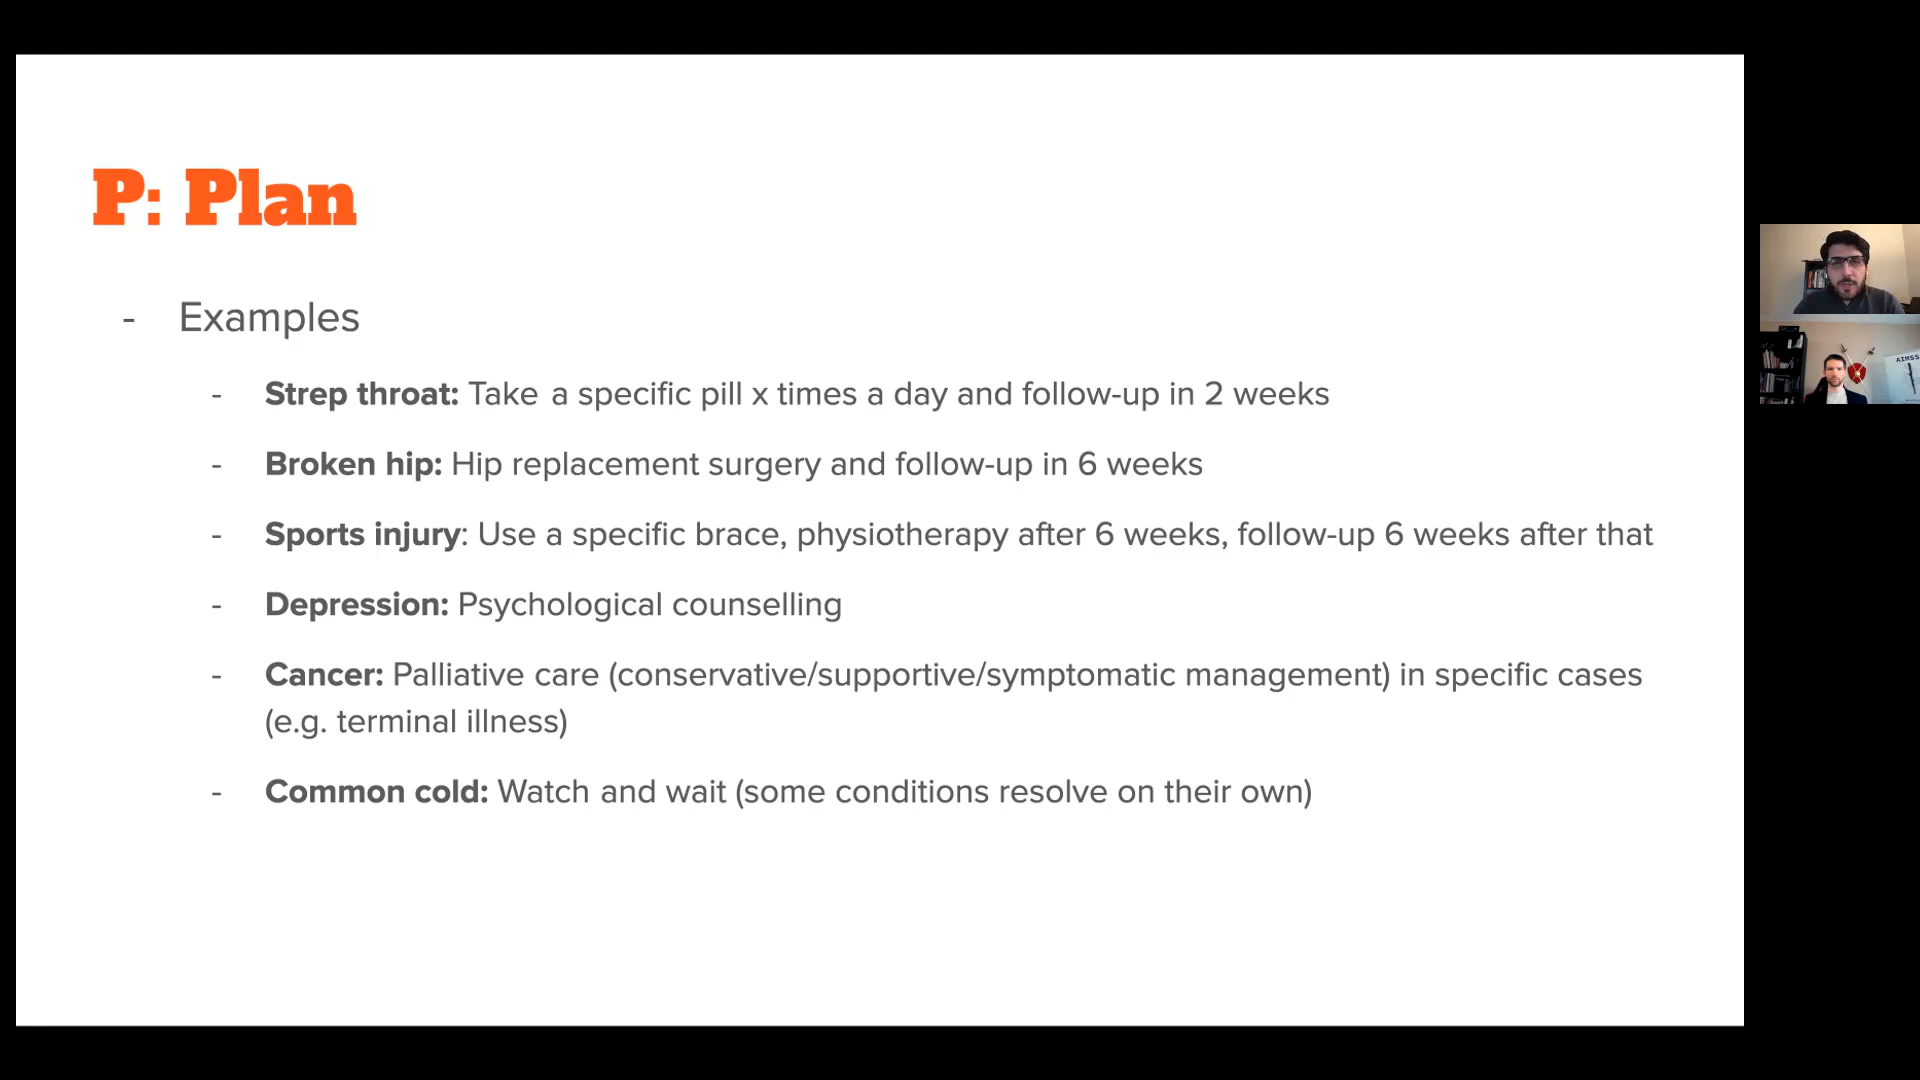 P: Plan
- Examples
- Strep throat: Take a specific pill x times a day and follow-up in 2 weeks
- Broken hip: Hip replacement surgery and follow-up in 6 weeks
- Sports injury: Use a specific brace, physiotherapy after 6 weeks, follow-up 6 weeks after that
- Depression: Psychological counselling
- Cancer: Palliative care (conservative/supportive/symptomatic management) in specific cases
(e.g. terminal illness)
- Common cold: Watch and wait (some conditions resolve on their own)
AIMSS